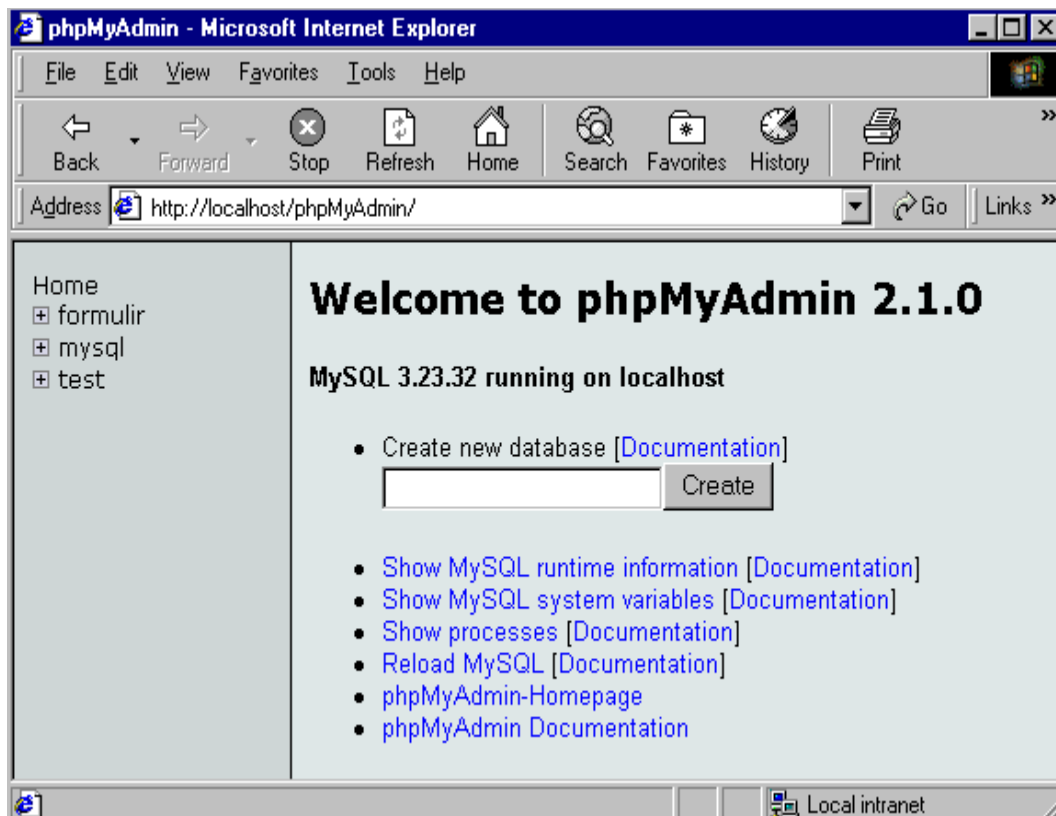 phpMyAdmin - Microsoft Internet Explorer
File Edit View Favorites Tools Help
Back Forward Stop Refresh Home Search Favorites History Print »
Address http://localhost/phpMyAdmin/ Go Links »
Home
formulir
mysql
test
Welcome to phpMyAdmin 2.1.0
MySQL 3.23.32 running on localhost
• Create new database [Documentation]
Create
• Show MySQL runtime information [Documentation]
• Show MySQL system variables [Documentation]
• Show processes [Documentation]
• Reload MySQL [Documentation]
• phpMyAdmin-Homepage
• phpMyAdmin Documentation
Local intranet